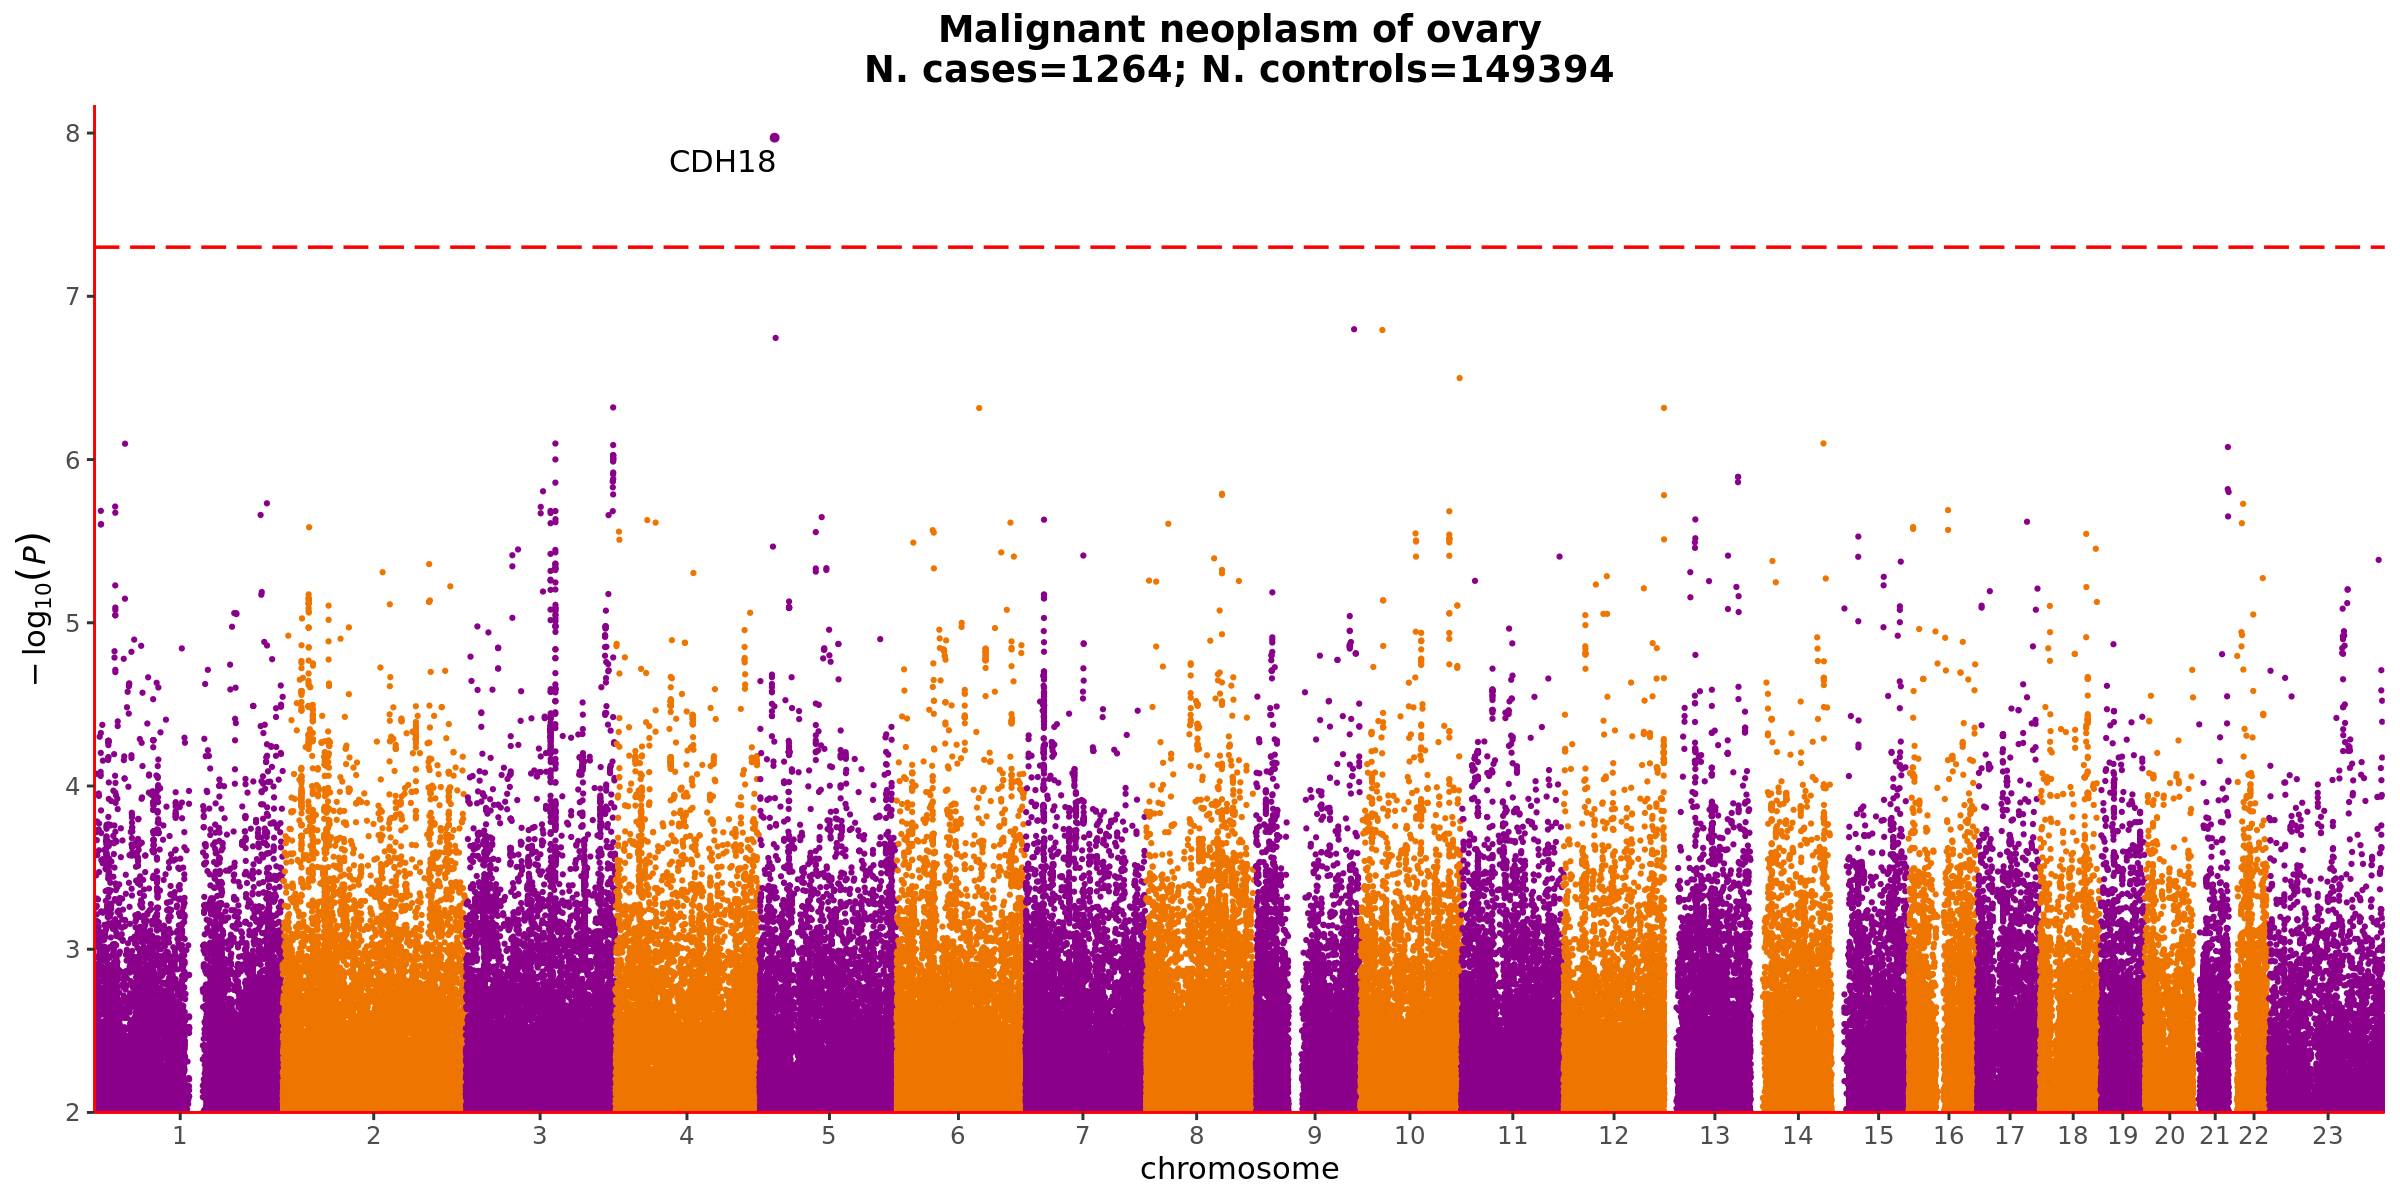 Malignant neoplasm of ovary
N. cases=1264; N. controls=149394
8
CDH18
7
6
5
4
3
2
−log10(P)
1 2 3 4 5 6 7 8 9 10 11 12 13 14 15 16 17 18 19 20 21 22 23
chromosome